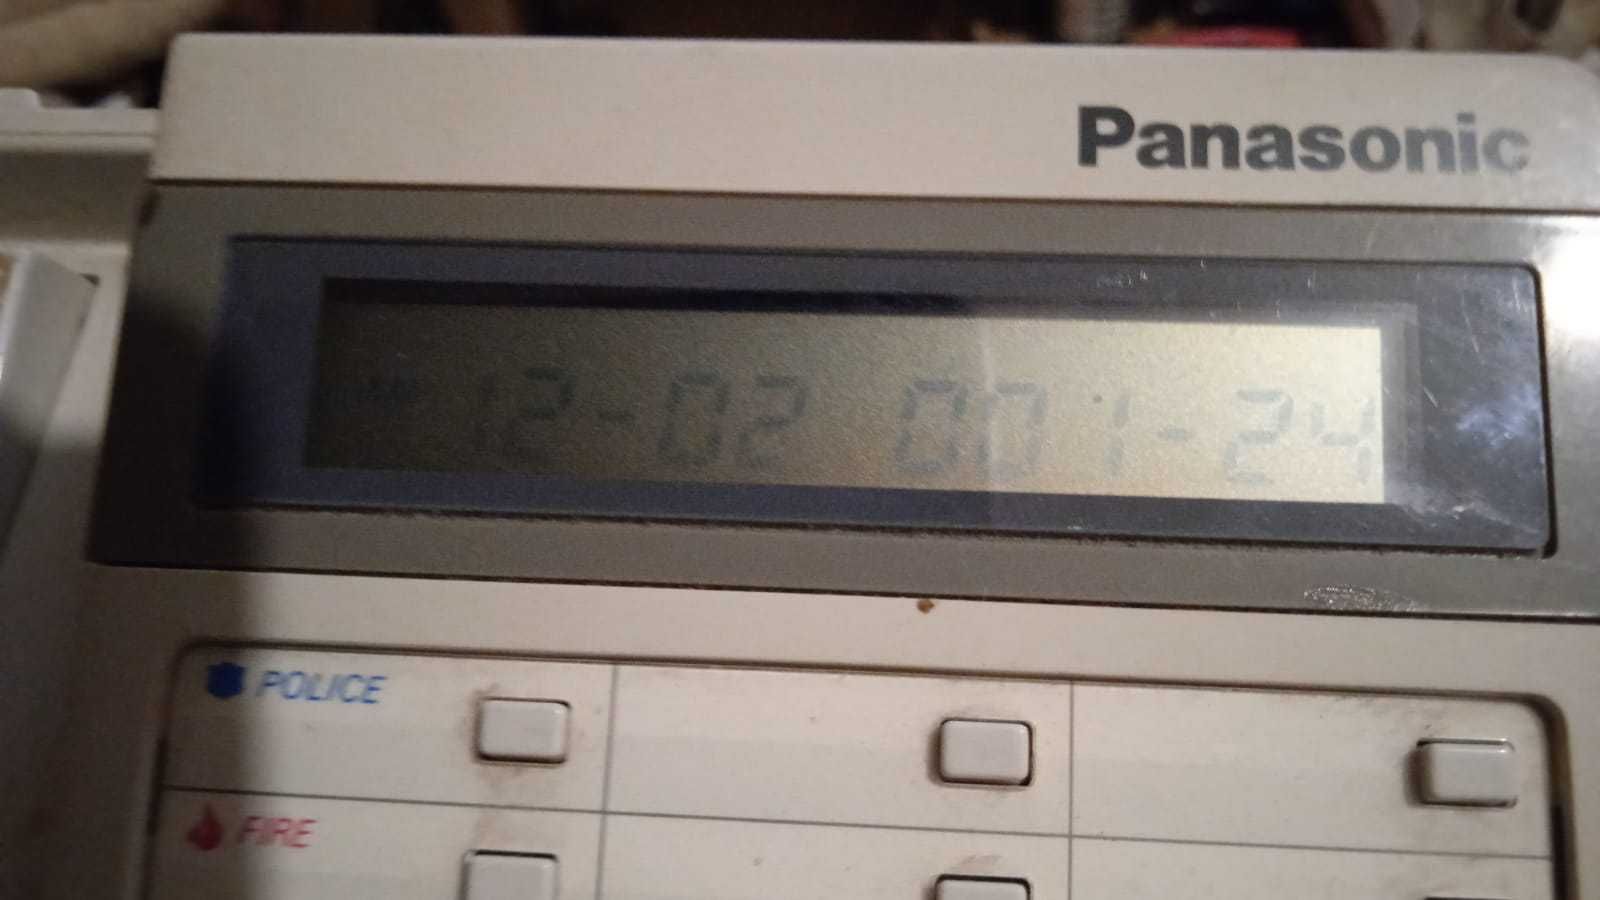 Panasonic
12-02 001-24
POLICE
FIRE